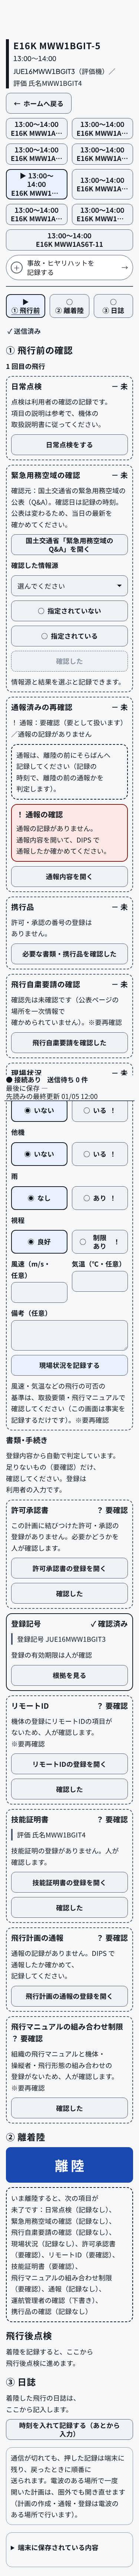 E16K MWW1BGIT-5
13:00〜14:00
JUE16MWW1BGIT3（評価機）／
評価 氏名MWW1BGIT4
← ホームへ戻る
13:00〜14:00
E16K MWW1A…
13:00〜14:00
E16K MWW1A…
13:00〜14:00
E16K MWW1A…
13:00〜14:00
E16K MWW1A…
▶ 13:00〜
14:00
E16K MWW1…
13:00〜14:00
E16K MWW1A…
13:00〜14:00
E16K MWW1A…
13:00〜14:00
E16K MWW1…
13:00〜14:00
E16K MWW1AS6T-11
事故・ヒヤリハットを
記録する
→
▶
① 飛行前
○
② 離着陸
○
③ 日誌
✓送信済み
① 飛行前の確認
1 回目の飛行
日常点検
− 未
点検は利用者の確認の記録です。
項目の説明は参考で、機体の
取扱説明書に従ってください。
日常点検をする
緊急用務空域の確認
− 未
確認元：国土交通省の緊急用務空域の
公表（Q&A）。確認日は記録の時刻。
公表は変わるため、当日の最新を
確かめてください。
国土交通省「緊急用務空域の
Q&A」を開く
確認した情報源
選んでください
○ 指定されていない
○ 指定されている
確認した
情報源と結果を選ぶと記録できます。
通報済みの再確認
− 未
！ 通報：要確認（要として扱います）
／通報の記録がありません
通報は、離陸の前にそらばんへ
記録してください（記録の
時刻で、離陸の前の通報かを
判定します）。
！ 通報の確認
通報の記録がありません。
通報内容を開いて、DIPS で
通報したか確かめてください。
通報内容を開く
携行品
− 未
許可・承認の番号の登録は
ありません。
必要な書類・携行品を確認した
飛行自粛要請の確認
− 未
確認先は未確認です（公表ページの
場所を一次情報で
確かめられていません）。※要再確認
飛行自粛要請を確認した
現場状況
− 未
● 接続あり 送信待ち 0 件
最後に保存 —
先読みの最終更新 01/05 12:00
◉ いない
○ いる ！
他機
◉ いない
○ いる ！
雨
◉ なし
○ あり ！
視程
◉ 良好
○ 制限
あり ！
風速（m/s・
任意）
気温（℃・任意）
備考（任意）
現場状況を記録する
風速・気温などの飛行の可否の
基準は、取扱要領・飛行マニュアルで
確認してください（この画面は事実を
記録するだけです）。※要再確認
書類・手続き
登録内容から自動で判定しています。
足りないもの（要確認）だけ、
確認してください。登録は
利用者の入力です。
許可承認書
？ 要確認
この計画に結びつけた許可・承認の
登録がありません。必要かどうかを
人が確認します。
許可承認書の登録を開く
確認した
登録記号
✓ 確認済み
登録記号 JUE16MWW1BGIT3
登録の有効期限は人が確認
根拠を見る
リモートID
？ 要確認
機体の登録にリモートIDの項目が
ないため、人が確認します。
※要再確認
リモートIDの登録を開く
確認した
技能証明書
？ 要確認
評価 氏名MWW1BGIT4
技能証明の登録がありません。人が
確認します。
技能証明書の登録を開く
確認した
飛行計画の通報
？ 要確認
通報の記録がありません。DIPS で
通報したか確かめて、
記録してください。
飛行計画の通報の登録を開く
飛行マニュアルの組み合わせ制限
？ 要確認
組織の飛行マニュアルと機体・
操縦者・飛行形態の組み合わせの
登録がないため、人が確認します。
※要再確認
確認した
② 離着陸
離陸
いま離陸すると、次の項目が
未了です：日常点検（記録なし）、
緊急用務空域の確認（記録なし）、
飛行自粛要請の確認（記録なし）、
現場状況（記録なし）、許可承認書
（要確認）、リモートID（要確認）、
技能証明書（要確認）、
飛行マニュアルの組み合わせ制限
（要確認）、通報（記録なし）、
運航管理者の確認（下書き）、
携行品の確認（記録なし）
飛行後点検
着陸を記録すると、ここから
飛行後点検に進めます。
③ 日誌
着陸した飛行の日誌は、
ここから記入します。
時刻を入れて記録する（あとから
入力）
通信が切れても、押した記録は端末に
残り、戻ったときに順番に
送られます。電波のある場所で一度
開いた計画は、圏外でも開き直せます
（計画の作成・通報・登録は電波の
ある場所で行います）。
▶ 端末に保存されている内容